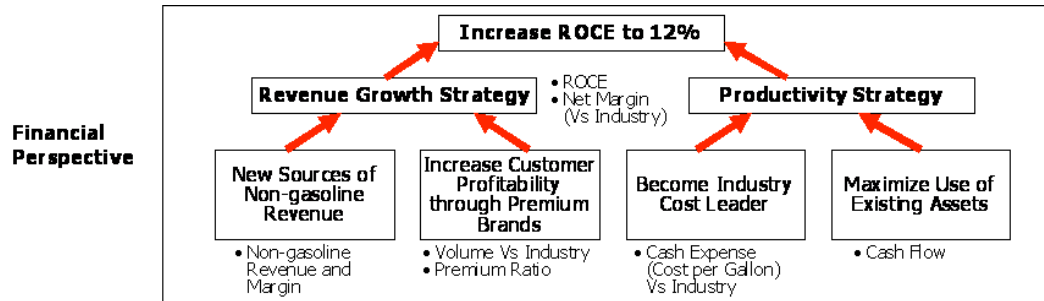 Increase ROCE to 12%
Revenue Growth Strategy
• ROCE
• Net Margin
(Vs Industry)
Productivity Strategy
Financial
Perspective
New Sources of
Non-gasoline
Revenue
Increase Customer
Profitability
through Premium
Brands
Become Industry
Cost Leader
Maximize Use of
Existing Assets
• Non-gasoline
Revenue and
Margin
• Volume Vs Industry
• Premium Ratio
• Cash Expense
(Cost per Gallon)
Vs Industry
• Cash Flow